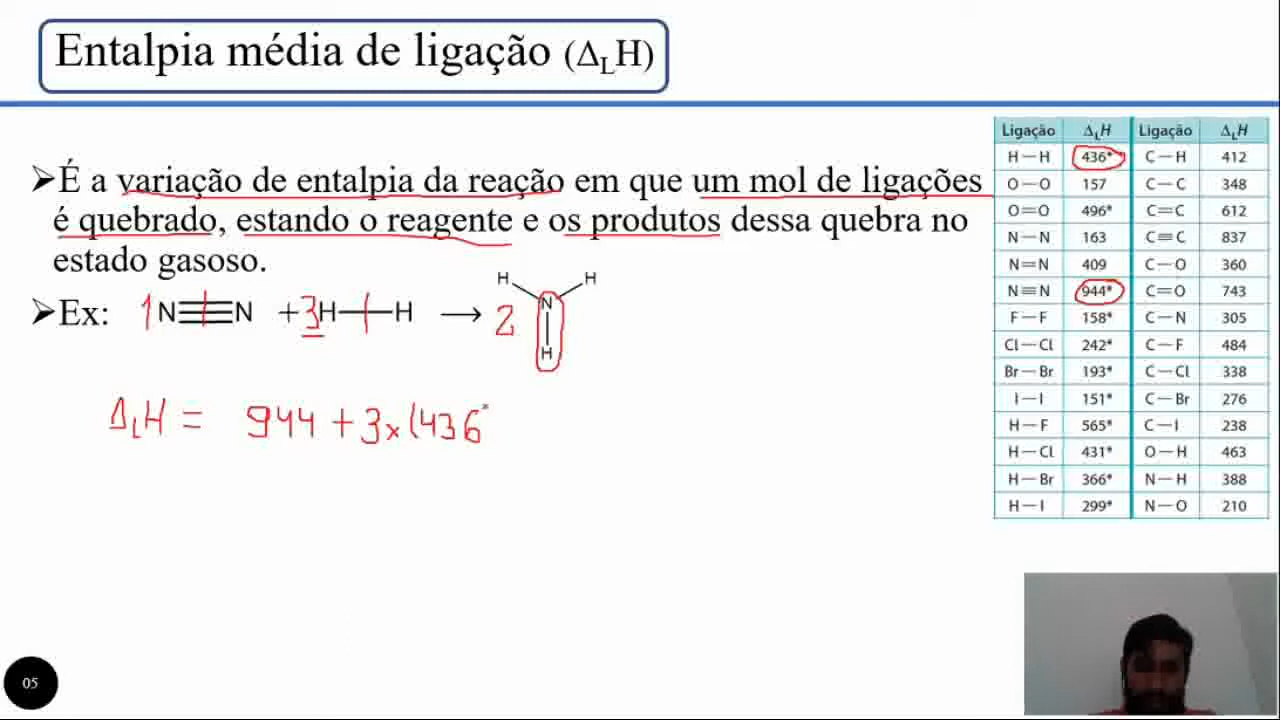 Entalpia média de ligação (ΔLH)
➤É a variação de entalpia da reação em que um mol de ligações
é quebrado, estando o reagente e os produtos dessa quebra no
estado gasoso.
➤Ex: 1 N≡N + 3 H—H → 2 H H N H
ΔLH = 944 + 3x(436
Ligação ΔLH Ligação ΔLH
H—H 436* C—H 412
O—O 157 C—C 348
O=O 496* C=C 612
N—N 163 C≡C 837
N=N 409 C—O 360
N≡N 944* C=O 743
F—F 158* C—N 305
Cl—Cl 242* C—F 484
Br—Br 193* C—Cl 338
I—I 151* C—Br 276
H—F 565* C—I 238
H—Cl 431* O—H 463
H—Br 366* N—H 388
H—I 299* N—O 210
05